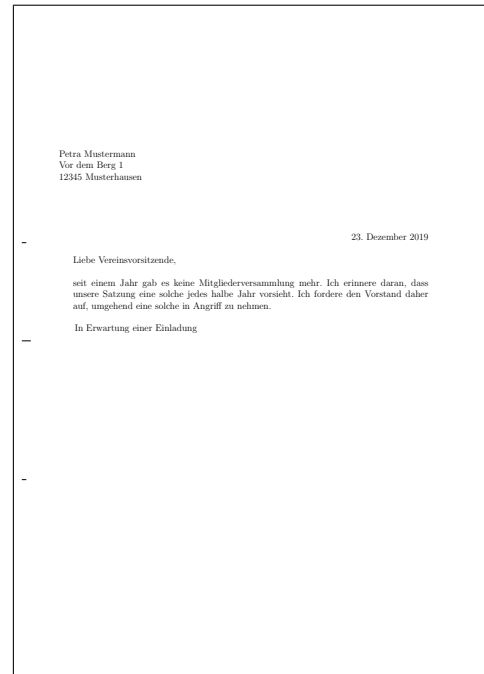 Petra Mustermann
Vor dem Berg 1
12345 Musterhausen
23. Dezember 2019
Liebe Vereinsvorsitzende,
seit einem Jahr gab es keine Mitgliederversammlung mehr. Ich erinnere daran, dass
unsere Satzung eine solche jedes halbe Jahr vorsieht. Ich fordere den Vorstand daher
auf, umgehend eine solche in Angriff zu nehmen.
In Erwartung einer Einladung